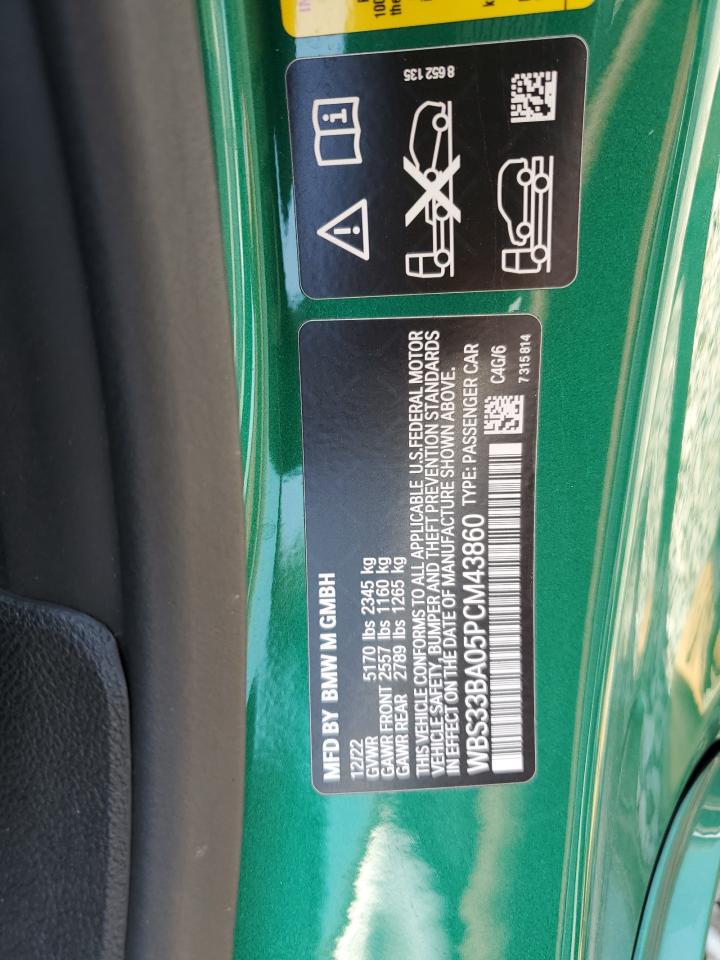 MFD BY BMW M GMBH
12/22
GVWR 5170 lbs 2345 kg
GAWR FRONT 2557 lbs 1160 kg
GAWR REAR 2789 lbs 1265 kg
THIS VEHICLE CONFORMS TO ALL APPLICABLE U.S. FEDERAL MOTOR
VEHICLE SAFETY, BUMPER AND THEFT PREVENTION STANDARDS
IN EFFECT ON THE DATE OF MANUFACTURE SHOWN ABOVE.
WBS33BA05PCM43860 TYPE: PASSENGER CAR
C4G/6
7 315 814
8 652 135
100
the